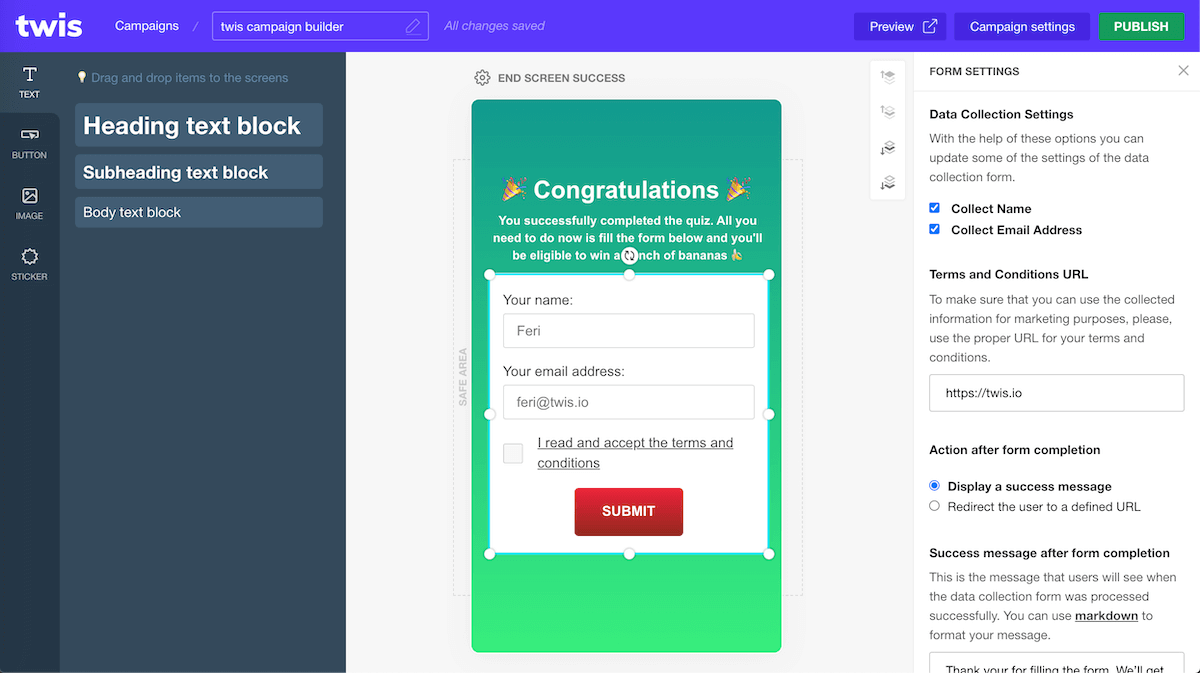 twis
Campaigns / twis campaign builder All changes saved Preview Campaign settings PUBLISH
TEXT
BUTTON
IMAGE
STICKER
Drag and drop items to the screens
Heading text block
Subheading text block
Body text block
END SCREEN SUCCESS
SAFE AREA
Congratulations
You successfully completed the quiz. All you
need to do now is fill the form below and you'll
be eligible to win a nch of bananas
Your name:
Feri
Your email address:
feri@twis.io
I read and accept the terms and
conditions
SUBMIT
FORM SETTINGS
Data Collection Settings
With the help of these options you can
update some of the settings of the data
collection form.
Collect Name
Collect Email Address
Terms and Conditions URL
To make sure that you can use the collected
information for marketing purposes, please,
use the proper URL for your terms and
conditions.
https://twis.io
Action after form completion
Display a success message
Redirect the user to a defined URL
Success message after form completion
This is the message that users will see when
the data collection form was processed
successfully. You can use markdown to
format your message.
Thank your for filling the form. We'll get